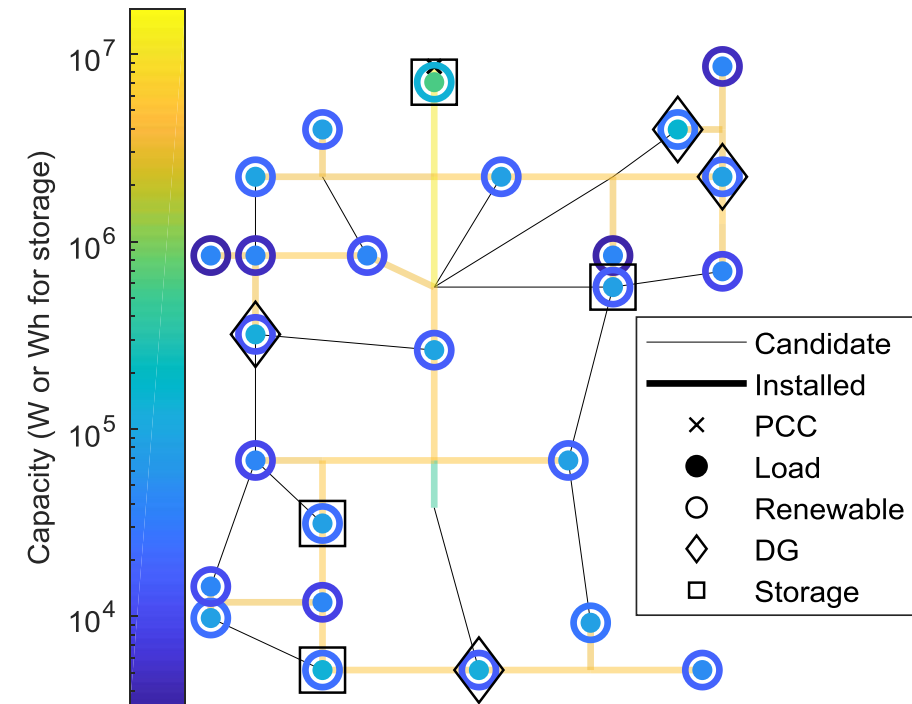 Capacity (W or Wh for storage)
10^7
10^6
10^5
10^4
Candidate
Installed
PCC
Load
Renewable
DG
Storage